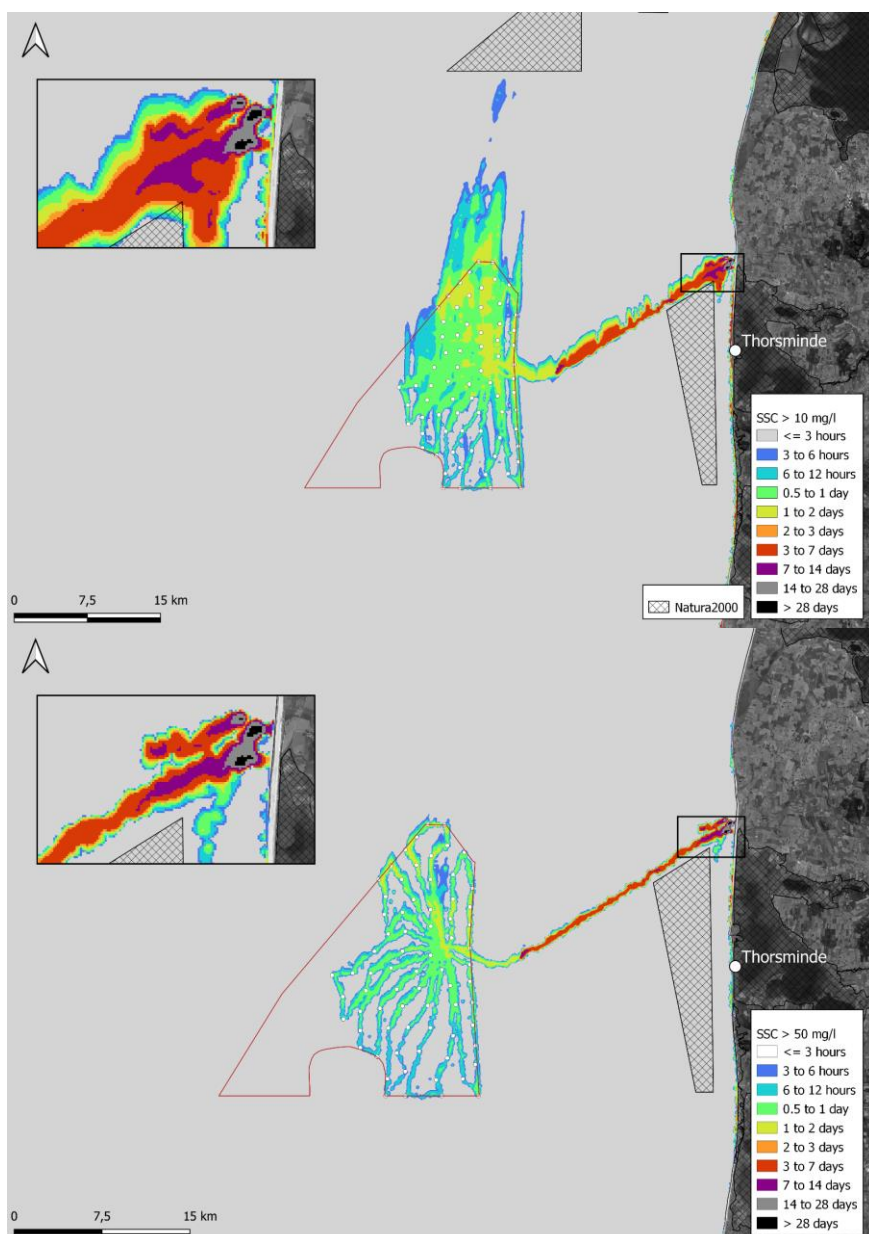 Thorsminde
SSC > 10 mg/l
<= 3 hours
3 to 6 hours
6 to 12 hours
0.5 to 1 day
1 to 2 days
2 to 3 days
3 to 7 days
7 to 14 days
14 to 28 days
> 28 days
0 7,5 15 km
Natura2000
Thorsminde
SSC > 50 mg/l
<= 3 hours
3 to 6 hours
6 to 12 hours
0.5 to 1 day
1 to 2 days
2 to 3 days
3 to 7 days
7 to 14 days
14 to 28 days
> 28 days
0 7,5 15 km